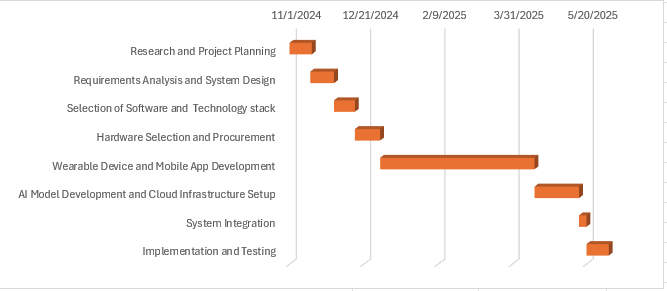 11/1/2024 12/21/2024 2/9/2025 3/31/2025 5/20/2025
Research and Project Planning
Requirements Analysis and System Design
Selection of Software and Technology stack
Hardware Selection and Procurement
Wearable Device and Mobile App Development
AI Model Development and Cloud Infrastructure Setup
System Integration
Implementation and Testing